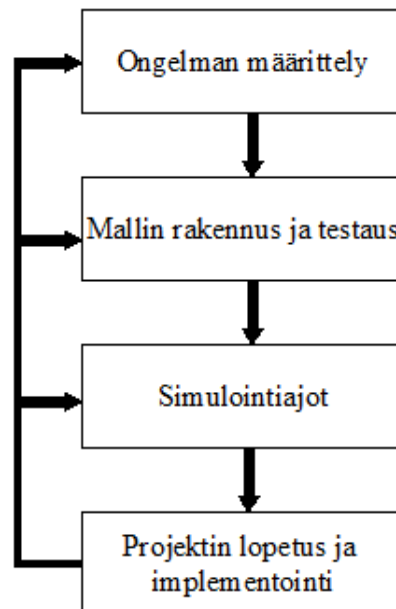 Ongelman määrittely
Mallin rakennus ja testaus
Simulointiajot
Projektin lopetus ja
implementointi